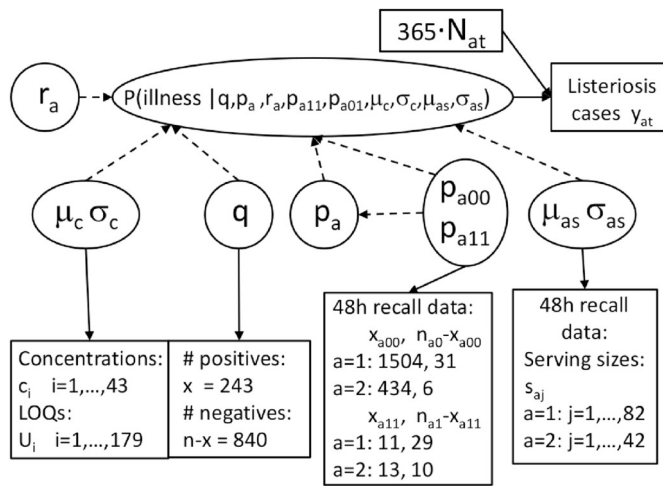 365·N_at
r_a
P(illness |q,p_a ,r_a,p_a11,p_a01,μ_c,σ_c,μ_as,σ_as)
Listeriosis
cases y_at
μ_c σ_c
q
p_a
p_a00
p_a11
μ_as σ_as
Concentrations:
c_i i=1,...,43
LOQs:
U_i i=1,...,179
# positives:
x = 243
# negatives:
n-x = 840
48h recall data:
x_a00, n_a0-x_a00
a=1: 1504, 31
a=2: 434, 6
x_a11, n_a1-x_a11
a=1: 11, 29
a=2: 13, 10
48h recall
data:
Serving sizes:
s_aj
a=1: j=1,...,82
a=2: j=1,...,42